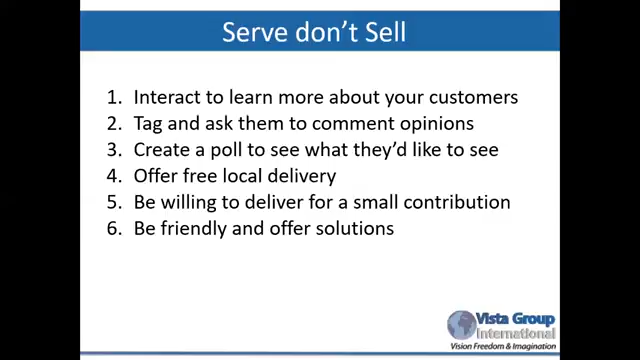 Serve don't Sell
1. Interact to learn more about your customers
2. Tag and ask them to comment opinions
3. Create a poll to see what they'd like to see
4. Offer free local delivery
5. Be willing to deliver for a small contribution
6. Be friendly and offer solutions
Vista Group
International
Vision Freedom & Imagination